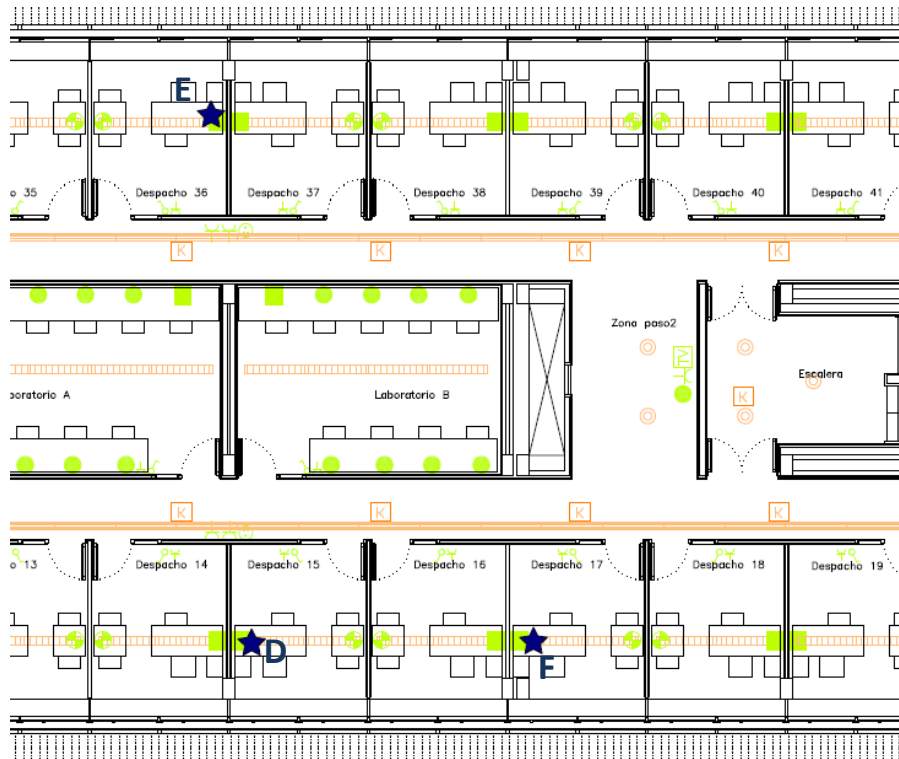 E
35
Despacho 36
Despacho 37
Despacho 38
Despacho 39
Despacho 40
Despacho 41
K
K
K
K
Zona paso2
TV
Escalera
K
Laboratorio B
oratorio A
K
K
K
K
13
Despacho 14
Despacho 15
Despacho 16
Despacho 17
Despacho 18
Despacho 19
D
F